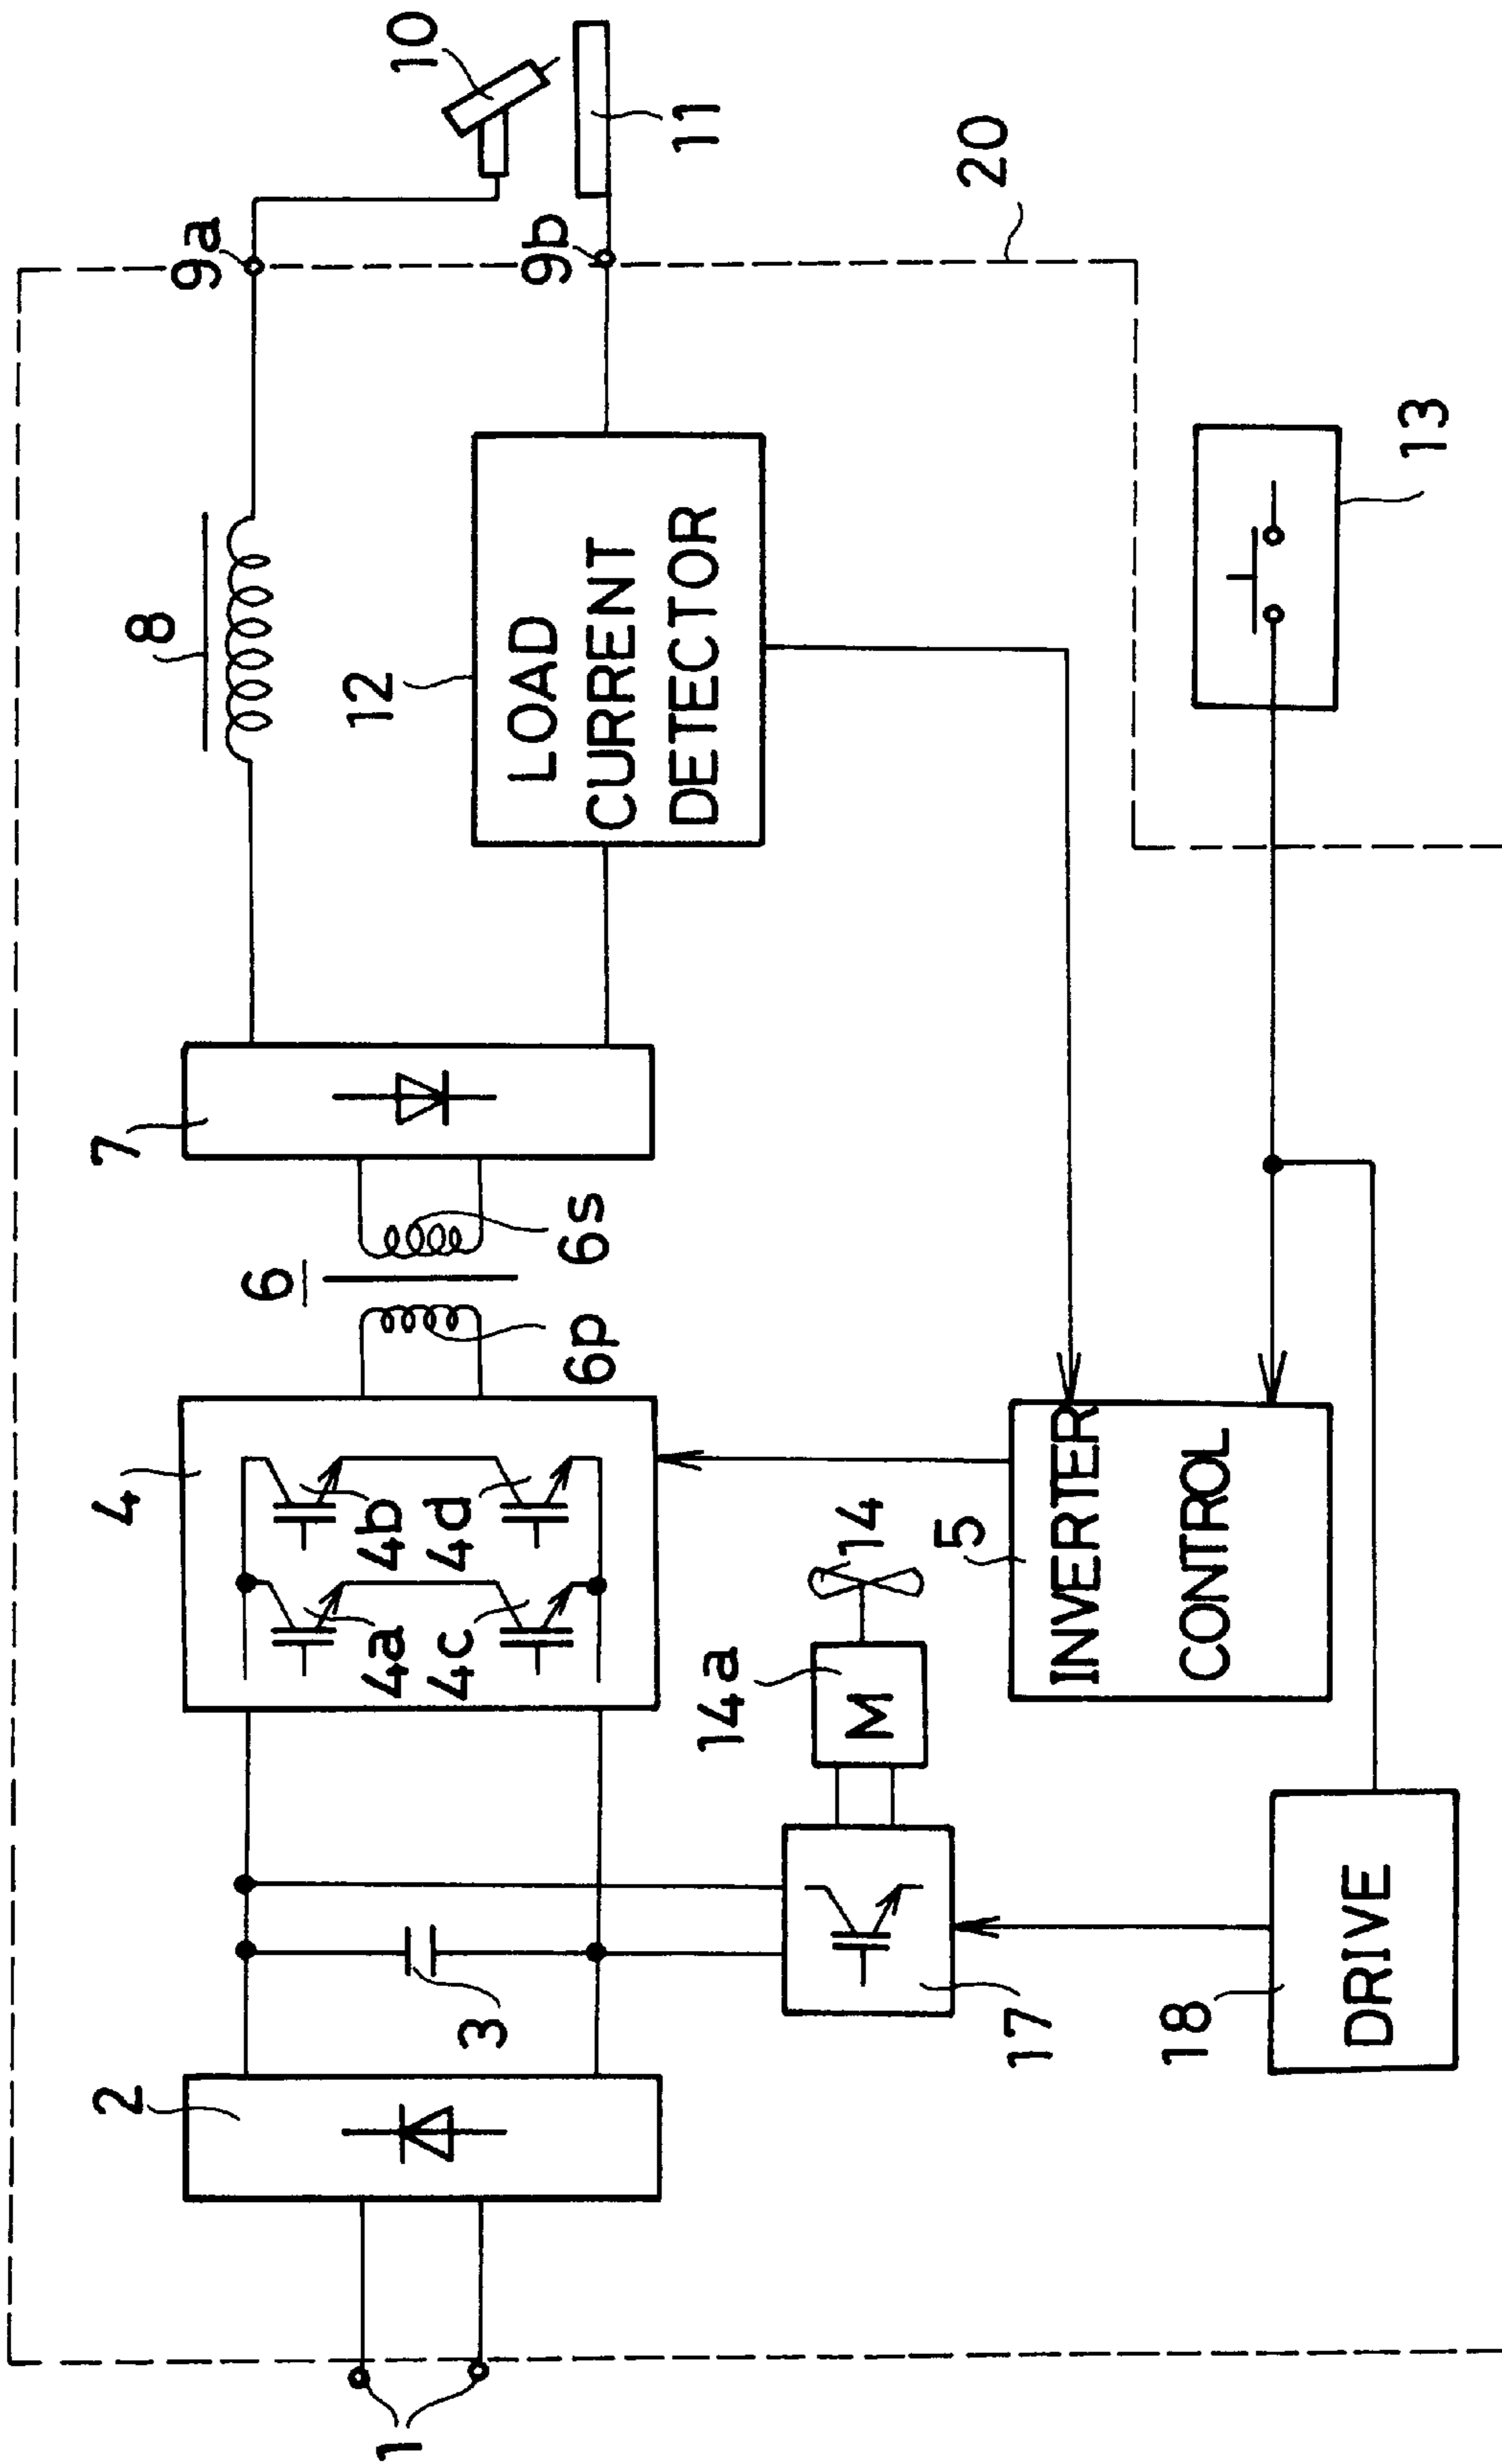 10
9a
11
9b
20
8
12
LOAD
CURRENT
DETECTOR
13
7
6
6s
6p
4
4a
4b
4c
4d
5
INVERTER
CONTROL
14
14a
M
3
2
17
18
DRIVE
1